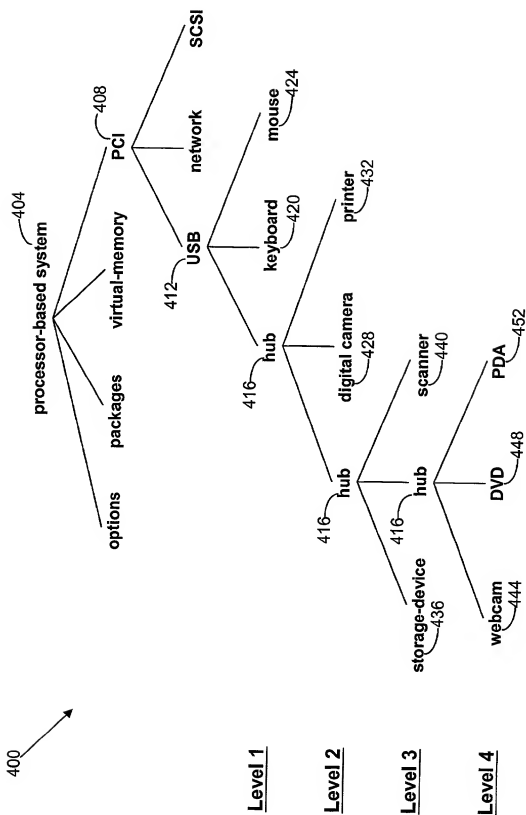 400
processor-based system
404
options
packages
virtual-memory
PCI
408
412
USB
network
SCSI
Level 1
416
hub
keyboard
420
mouse
424
Level 2
416
hub
digital camera
428
printer
432
Level 3
storage-device
436
416
hub
scanner
440
Level 4
webcam
444
DVD
448
PDA
452